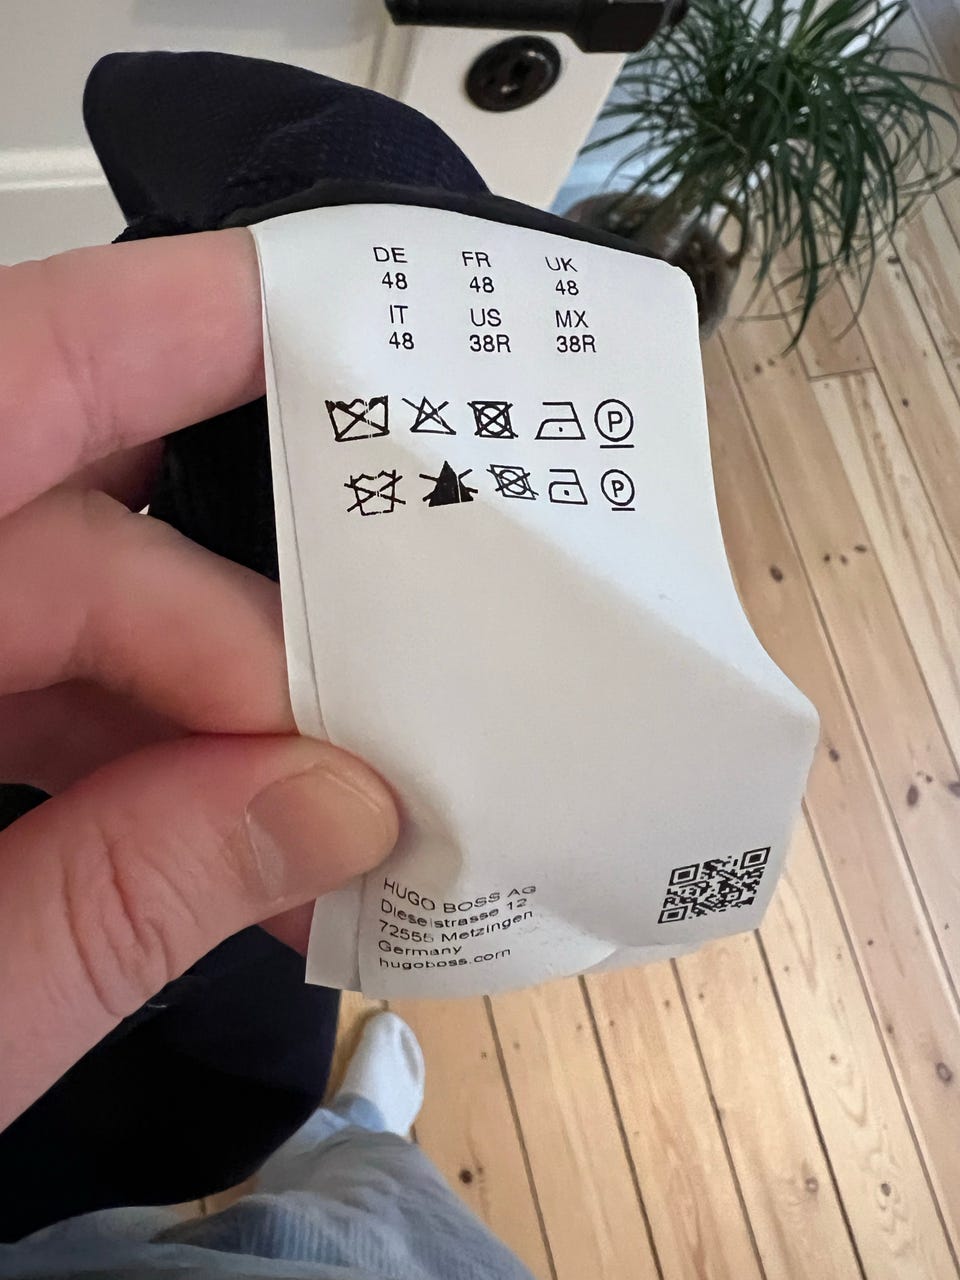 DE FR UK
48 48 48
IT US MX
48 38R 38R
P
P
HUGO BOSS AG
Dieselstrasse 12
72555 Metzingen
Germany
hugoboss.com